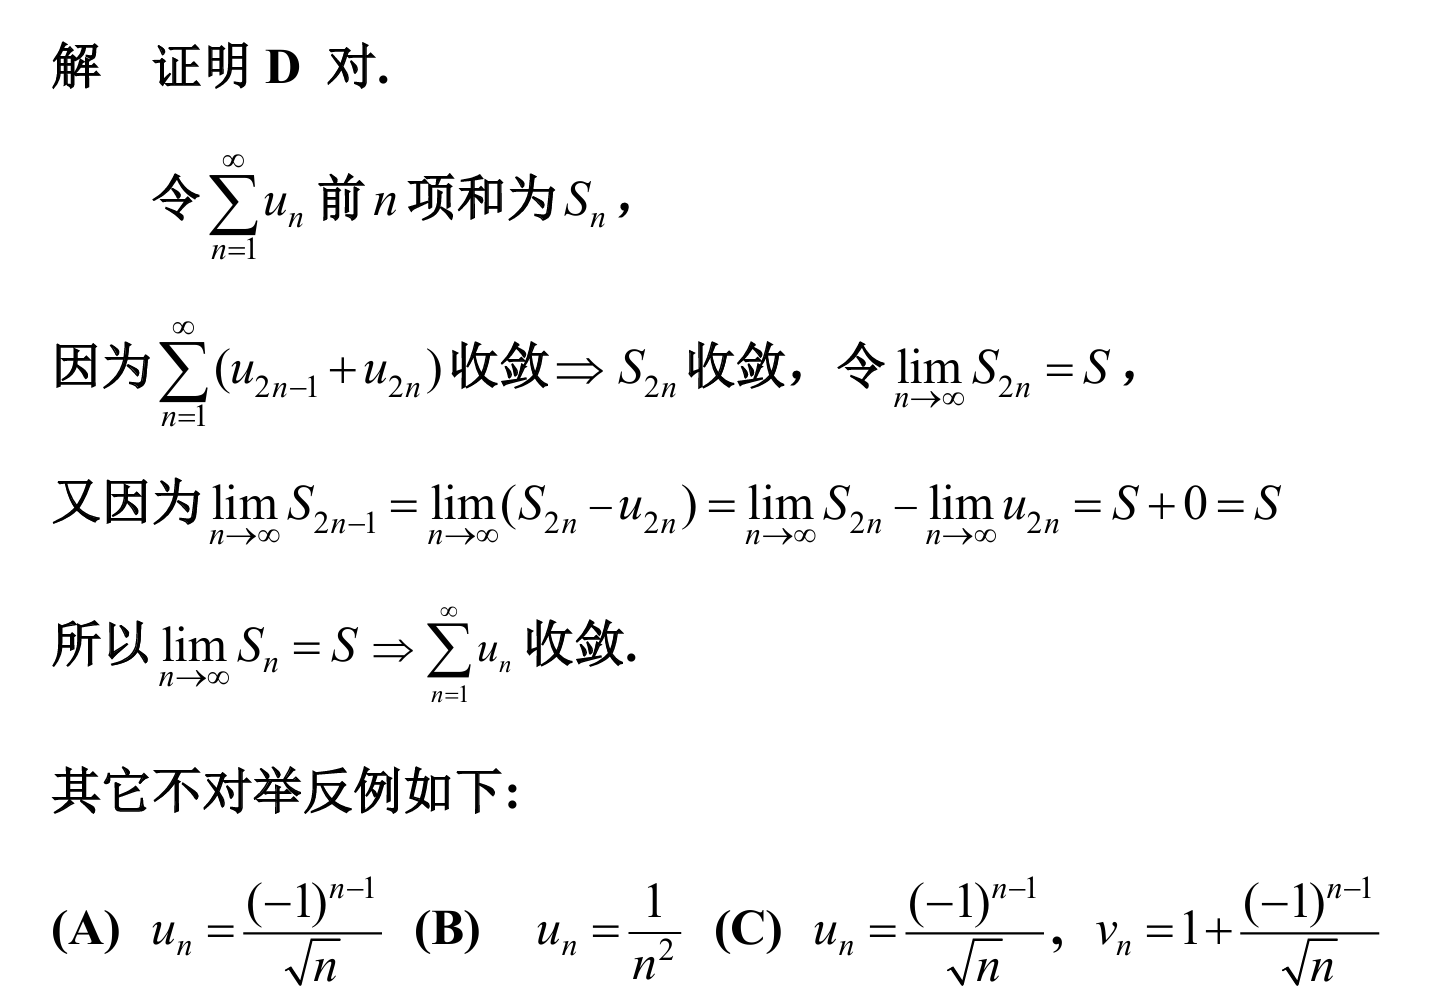 解 证明 D 对.
令 $\sum_{n=1}^{\infty} u_n$ 前 $n$ 项和为 $S_n$，
因为 $\sum_{n=1}^{\infty} (u_{2n-1} + u_{2n})$ 收敛 $\Rightarrow S_{2n}$ 收敛，令 $\lim_{n \to \infty} S_{2n} = S$，
又因为 $\lim_{n \to \infty} S_{2n-1} = \lim_{n \to \infty} (S_{2n} - u_{2n}) = \lim_{n \to \infty} S_{2n} - \lim_{n \to \infty} u_{2n} = S + 0 = S$
所以 $\lim_{n \to \infty} S_n = S \Rightarrow \sum_{n=1}^{\infty} u_n$ 收敛.
其它不对举反例如下:
(A) $u_n = \frac{(-1)^{n-1}}{\sqrt{n}}$ (B) $u_n = \frac{1}{n^2}$ (C) $u_n = \frac{(-1)^{n-1}}{\sqrt{n}}$，$v_n = 1 + \frac{(-1)^{n-1}}{\sqrt{n}}$